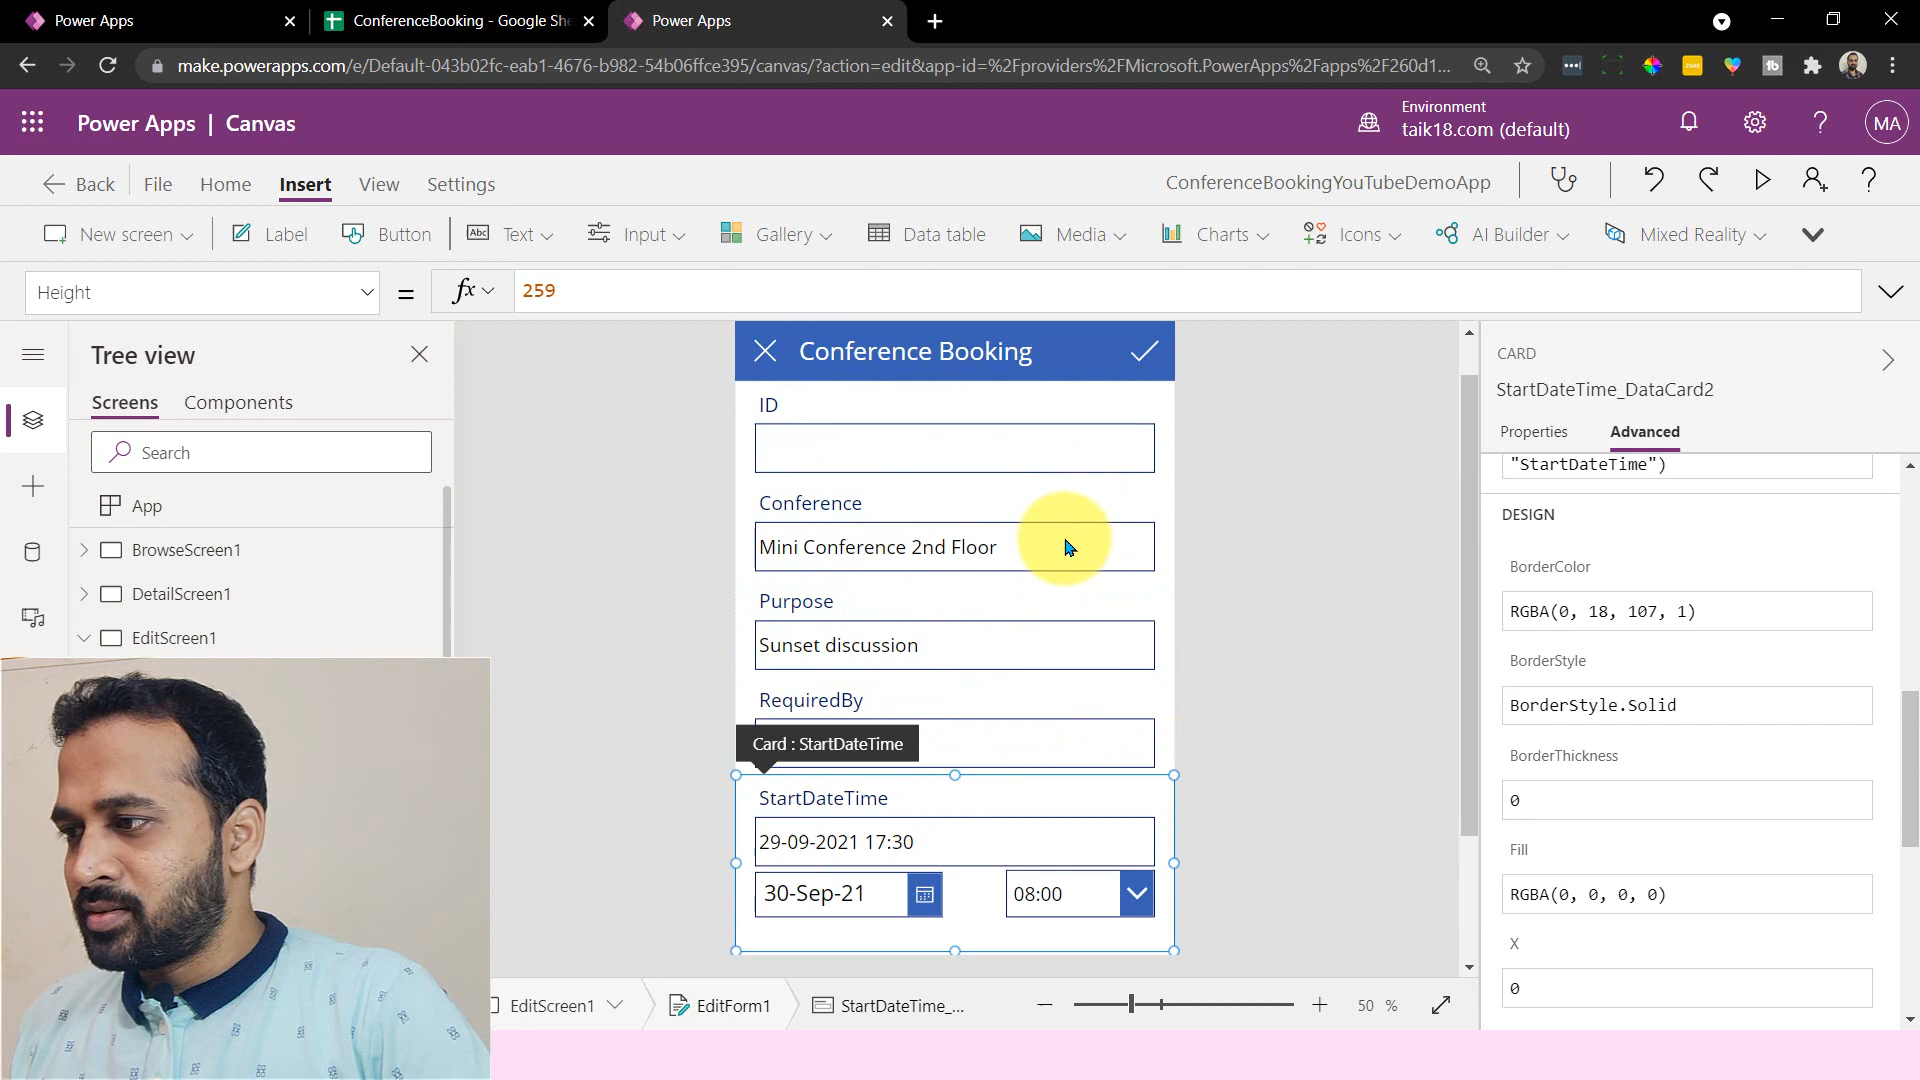 Power Apps
ConferenceBooking - Google She
Power Apps
make.powerapps.com/e/Default-043b02fc-eab1-4676-b982-54b06ffce395/canvas/?action=edit&app-id=%2Fproviders%2FMicrosoft.PowerApps%2Fapps%2F260d1...
Power Apps | Canvas
Environment
taik18.com (default)
MA
Back
File
Home
Insert
View
Settings
ConferenceBookingYouTubeDemoApp
New screen
Label
Button
Abc
Text
Input
Gallery
Data table
Media
Charts
Icons
AI Builder
Mixed Reality
Height
=
fx
259
Tree view
Screens
Components
Search
App
BrowseScreen1
DetailScreen1
EditScreen1
Conference Booking
ID
Conference
Mini Conference 2nd Floor
Purpose
Sunset discussion
RequiredBy
Card : StartDateTime
StartDateTime
29-09-2021 17:30
30-Sep-21
08:00
EditScreen1
EditForm1
StartDateTime_...
50 %
CARD
StartDateTime_DataCard2
Properties
Advanced
"StartDateTime")
DESIGN
BorderColor
RGBA(0, 18, 107, 1)
BorderStyle
BorderStyle.Solid
BorderThickness
0
Fill
RGBA(0, 0, 0, 0)
X
0